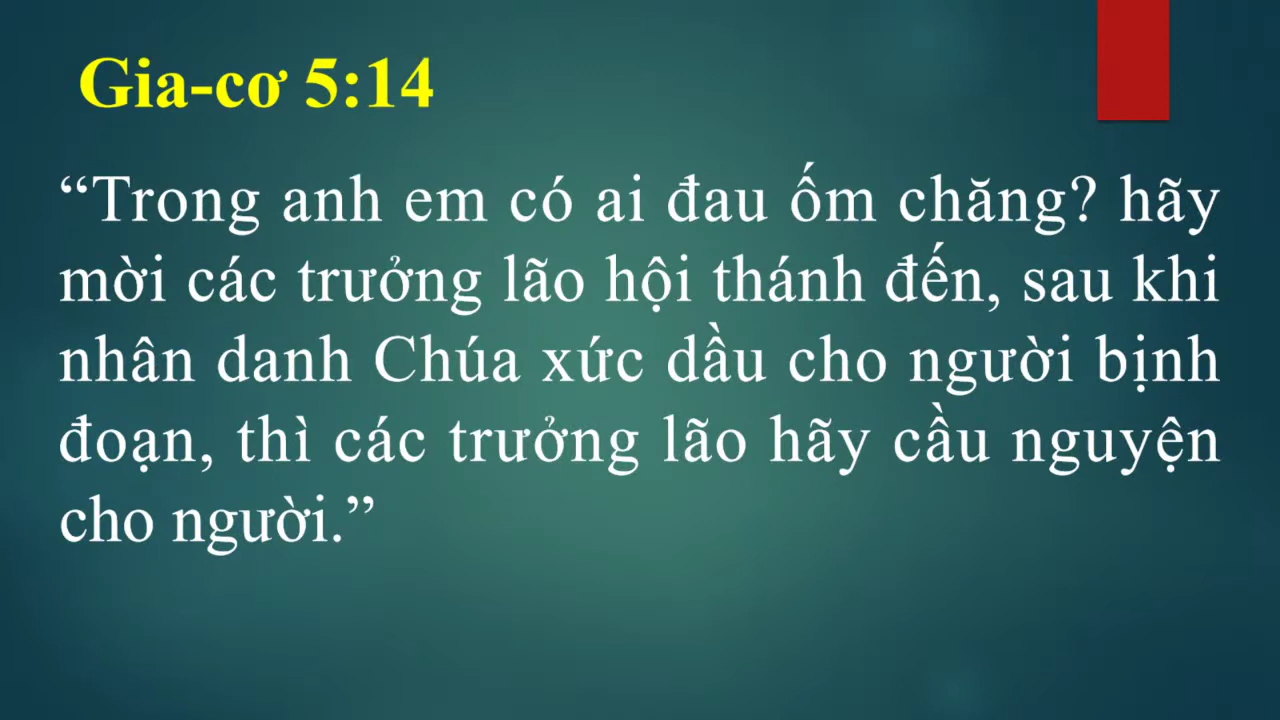 Gia-cơ 5:14
“Trong anh em có ai đau ốm chăng? hãy
mời các trưởng lão hội thánh đến, sau khi
nhân danh Chúa xức dầu cho người bịnh
đoạn, thì các trưởng lão hãy cầu nguyện
cho người.”